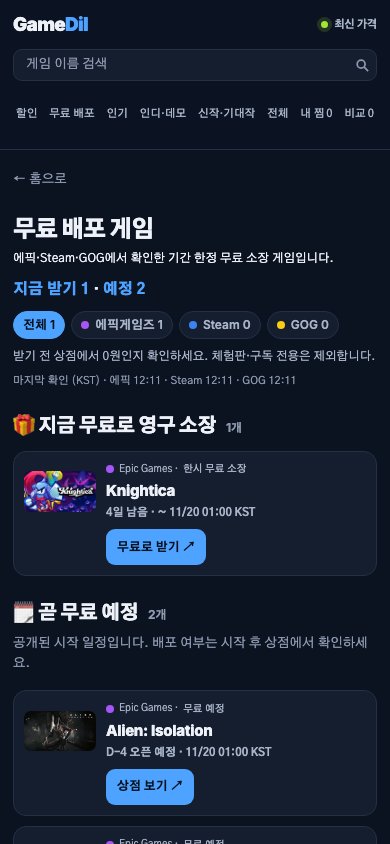 GameDil
최신 가격
게임 이름 검색
할인 무료 배포 인기 인디·데모 신작·기대작 전체 내 찜 0 비교 0
← 홈으로
무료 배포 게임
에픽·Steam·GOG에서 확인한 기간 한정 무료 소장 게임입니다.
지금 받기 1 · 예정 2
전체 1 에픽게임즈 1 Steam 0 GOG 0
받기 전 상점에서 0원인지 확인하세요. 체험판·구독 전용은 제외합니다.
마지막 확인 (KST) · 에픽 12:11 · Steam 12:11 · GOG 12:11
지금 무료로 영구 소장 1개
Epic Games · 한시 무료 소장
Knightica
Knightica
4일 남음 · ~ 11/20 01:00 KST
무료로 받기 ↗
곧 무료 예정 2개
공개된 시작 일정입니다. 배포 여부는 시작 후 상점에서 확인하세
요.
Epic Games · 무료 예정
Alien: Isolation
D-4 오픈 예정 · 11/20 01:00 KST
상점 보기 ↗
Epic Games · 무료 예정